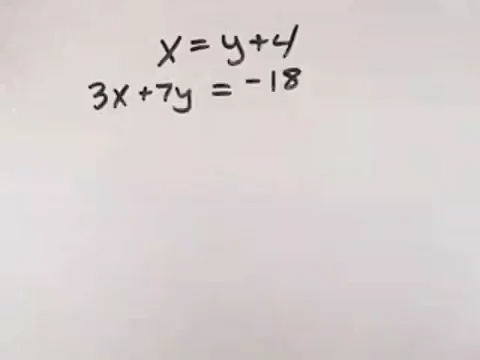 x = y + 4
3x + 7y = -18